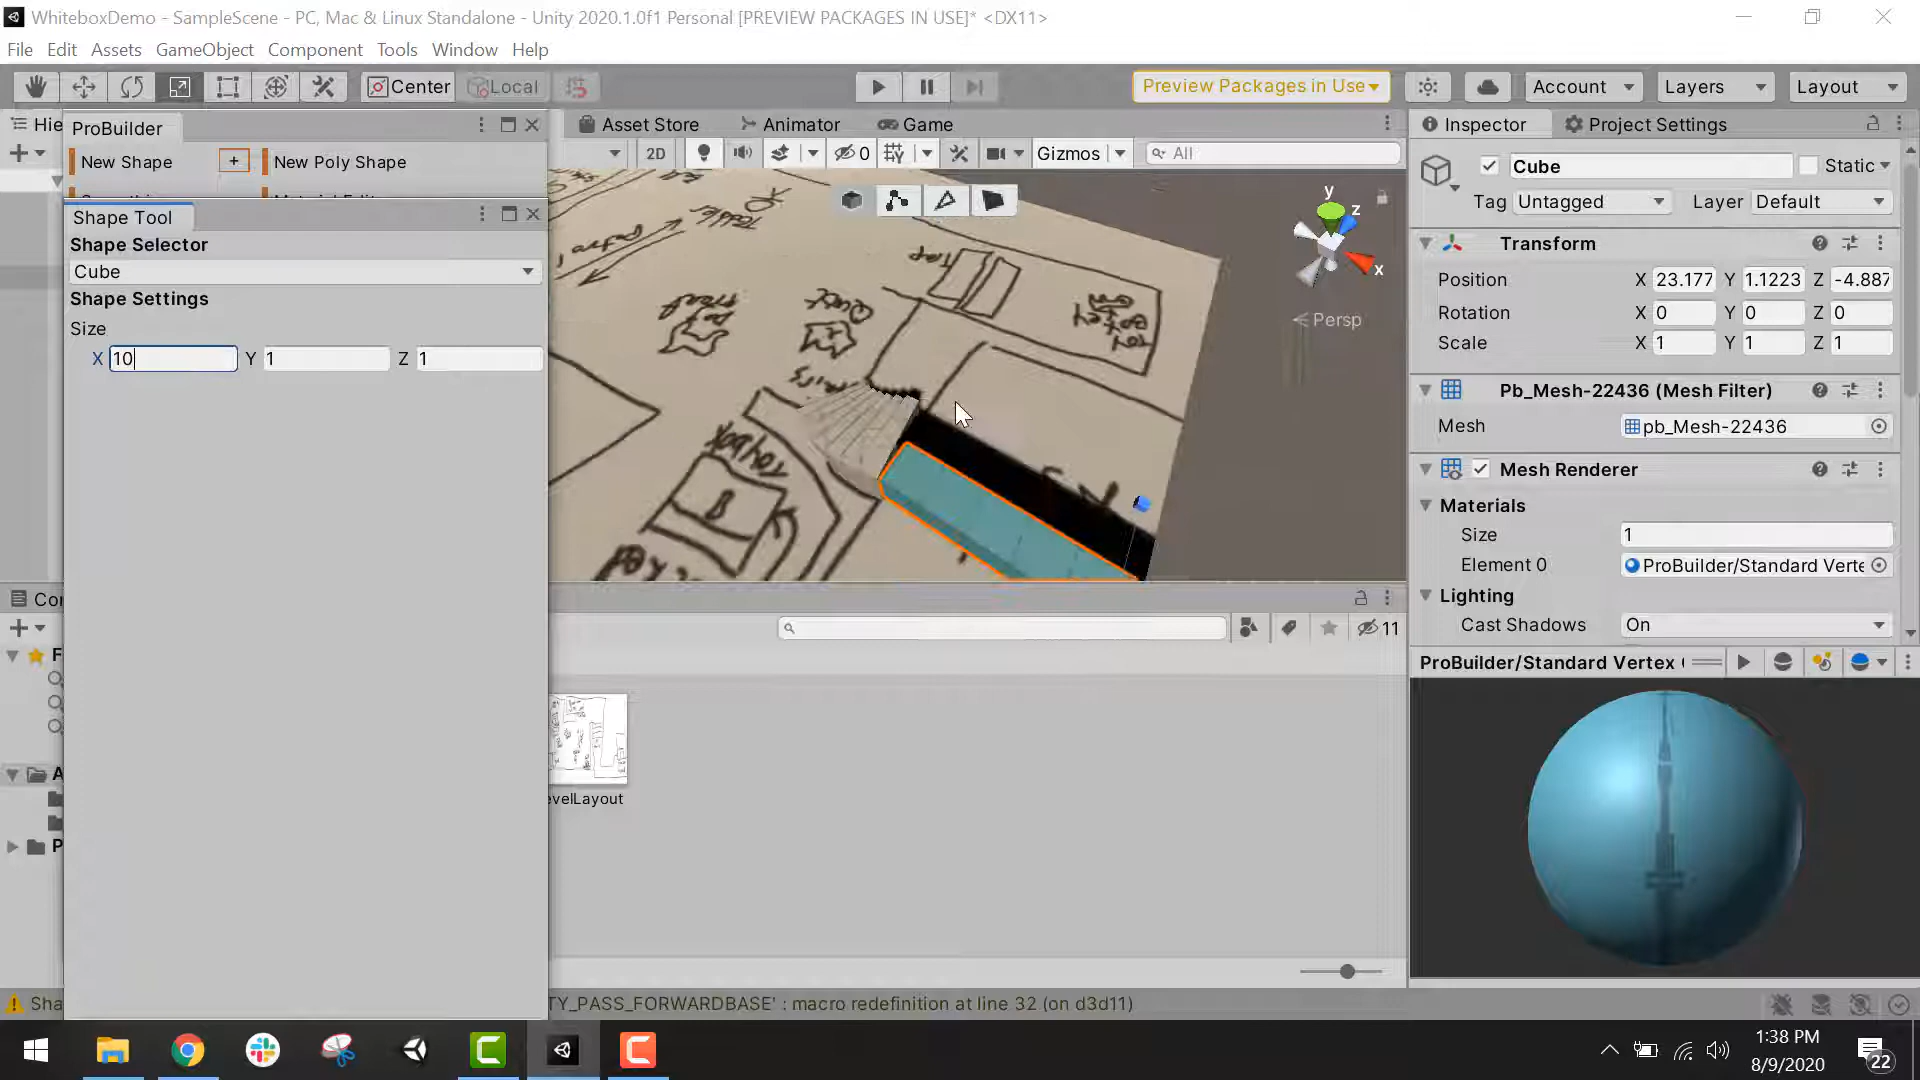 WhiteboxDemo - SampleScene - PC, Mac & Linux Standalone - Unity 2020.1.0f1 Personal [PREVIEW PACKAGES IN USE]* <DX11>
File Edit Assets GameObject Component Tools Window Help
Center Local Preview Packages in Use Account Layers Layout
Hie ProBuilder Asset Store Animator Game Inspector Project Settings
New Shape + New Poly Shape 2D 0 Gizmos All Cube Static
Tag Untagged Layer Default
Shape Tool
Shape Selector
Cube
Shape Settings
Size
X 10 Y 1 Z 1
y
z
x
Persp
Trap
toybox
Transform
Position X 23.177 Y 1.1223 Z -4.887
Rotation X 0 Y 0 Z 0
Scale X 1 Y 1 Z 1
Pb_Mesh-22436 (Mesh Filter)
Mesh pb_Mesh-22436
Mesh Renderer
Materials
Size 1
Element 0 ProBuilder/Standard Verte
Lighting
Cast Shadows On
ProBuilder/Standard Vertex
Con
11
F
A
P
evelLayout
Sha
TY_PASS_FORWARDBASE' : macro redefinition at line 32 (on d3d11)
1:38 PM
8/9/2020
22